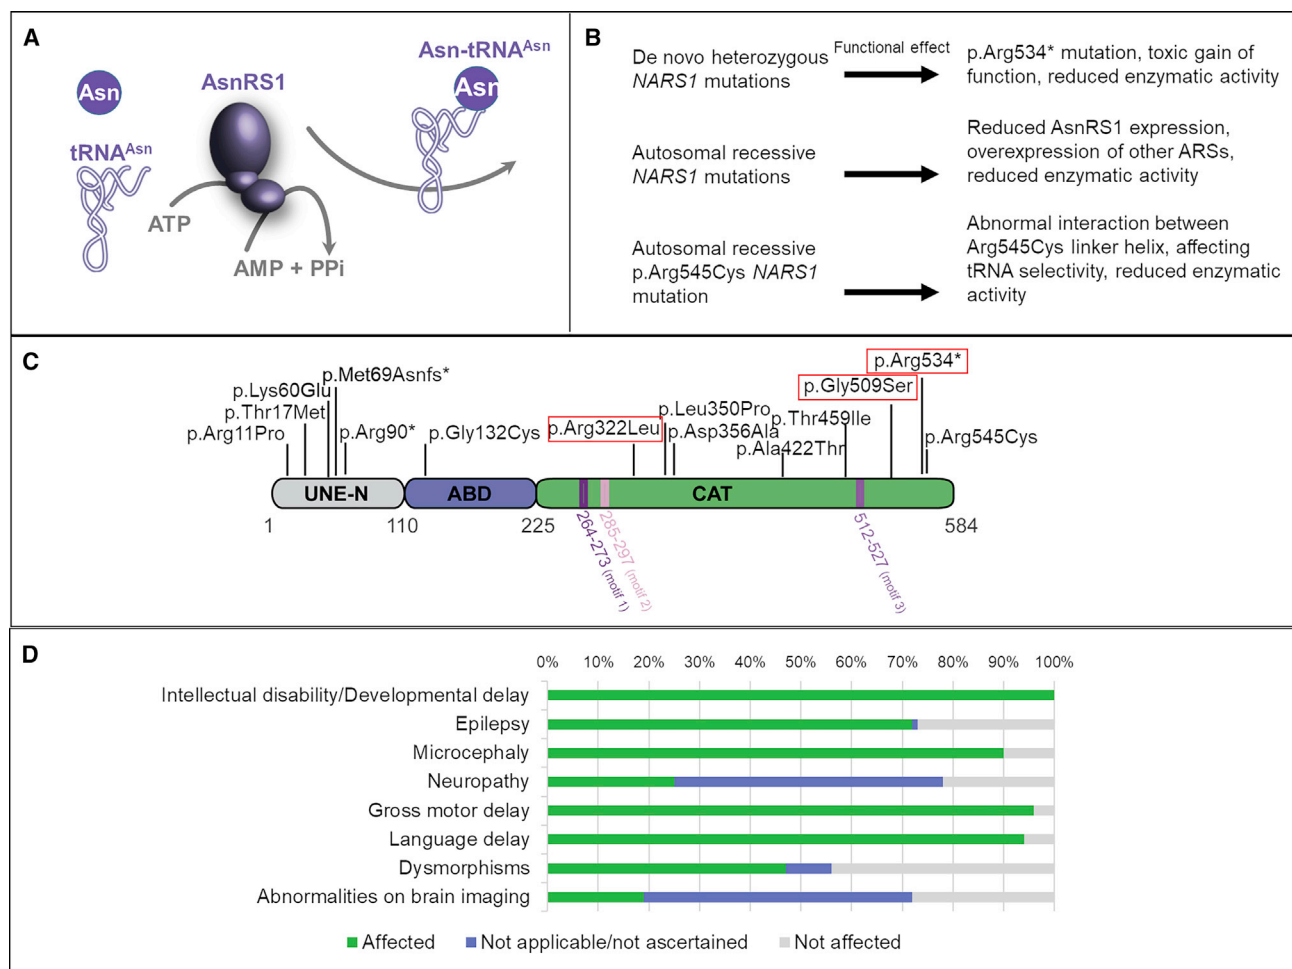 A
Asn
AsnRS1
Asn-tRNAAsn
Asn
tRNAAsn
ATP
AMP + PPi
B
De novo heterozygous
NARS1 mutations
Functional effect
p.Arg534* mutation, toxic gain of
function, reduced enzymatic activity
Autosomal recessive
NARS1 mutations
Reduced AsnRS1 expression,
overexpression of other ARSs,
reduced enzymatic activity
Autosomal recessive
p.Arg545Cys NARS1
mutation
Abnormal interaction between
Arg545Cys linker helix, affecting
tRNA selectivity, reduced enzymatic
activity
C
p.Arg11Pro
p.Thr17Met
p.Lys60Glu
p.Met69Asnfs*
p.Arg90*
p.Gly132Cys
p.Arg322Leu
p.Leu350Pro
p.Asp356Ala
p.Ala422Thr
p.Thr459Ile
p.Gly509Ser
p.Arg534*
p.Arg545Cys
UNE-N
ABD
CAT
1
110
225
584
264-273 (motif 1)
285-297 (motif 2)
512-527 (motif 3)
D
0% 10% 20% 30% 40% 50% 60% 70% 80% 90% 100%
Intellectual disability/Developmental delay
Epilepsy
Microcephaly
Neuropathy
Gross motor delay
Language delay
Dysmorphisms
Abnormalities on brain imaging
Affected Not applicable/not ascertained Not affected